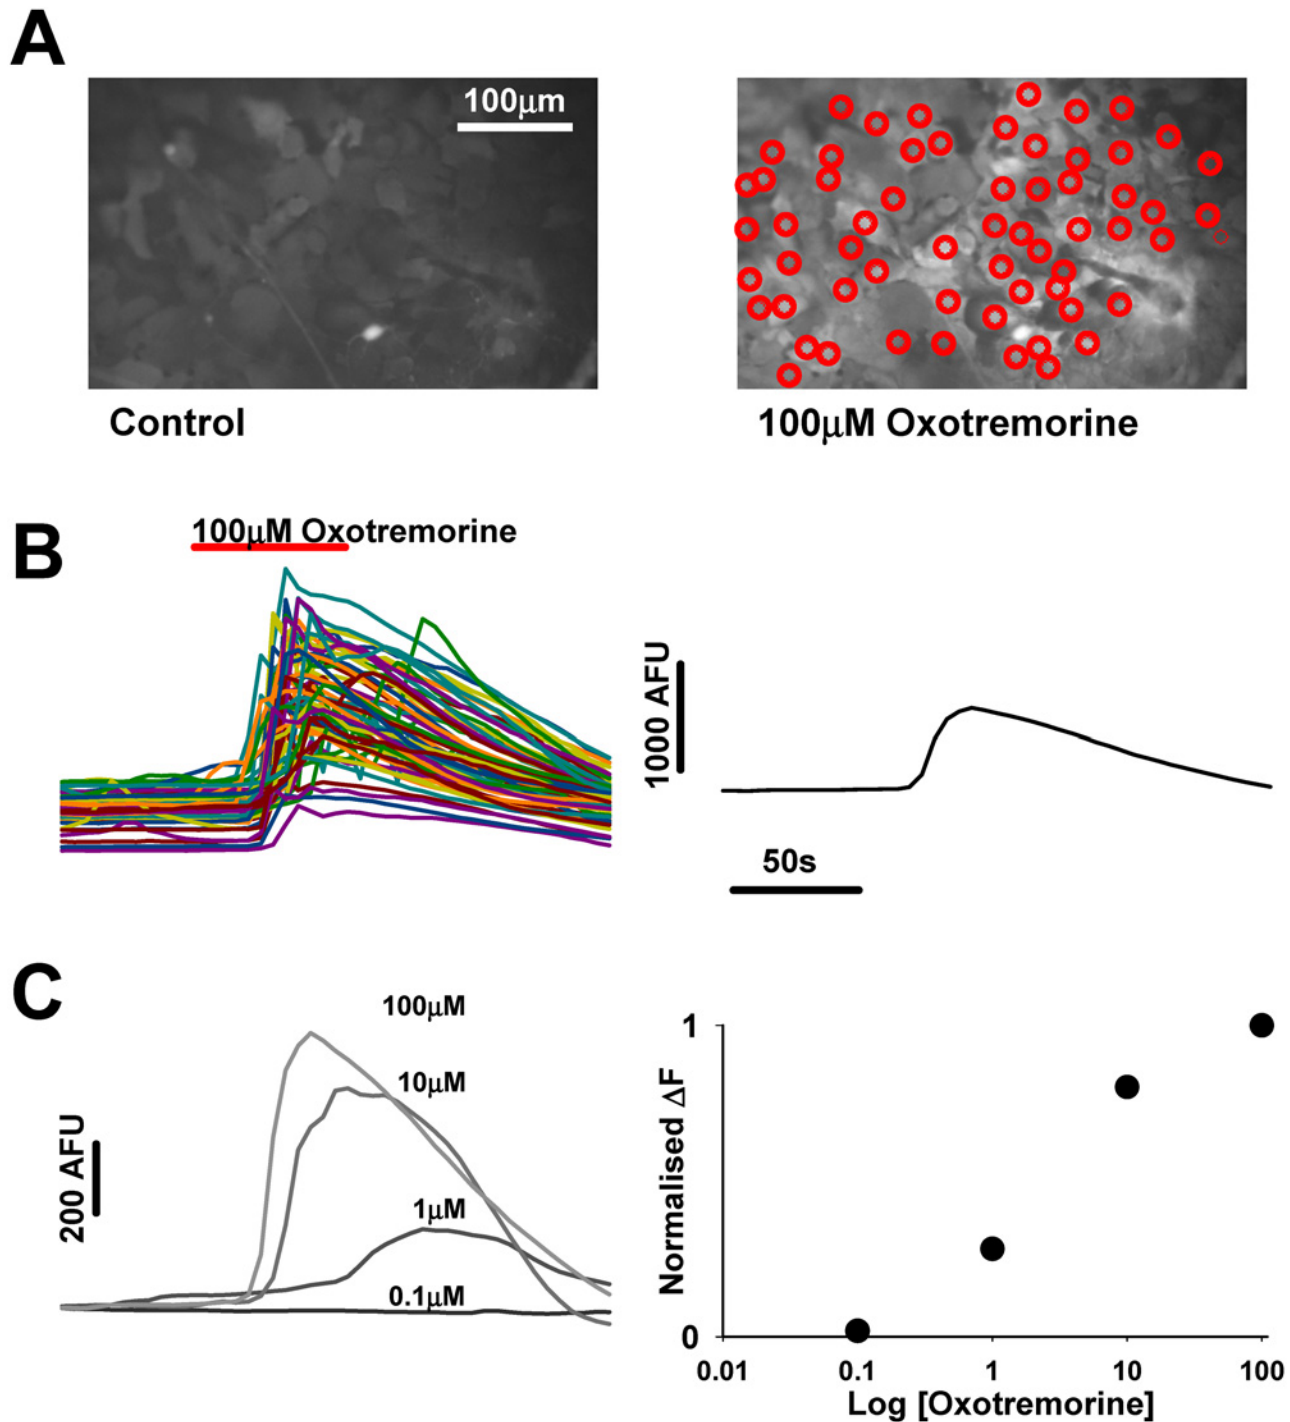 A
100μm
Control
100μM Oxotremorine
B
100μM Oxotremorine
1000 AFU
50s
C
100μM
10μM
1μM
0.1μM
200 AFU
1
0
Normalised ΔF
0.01 0.1 1 10 100
Log [Oxotremorine]